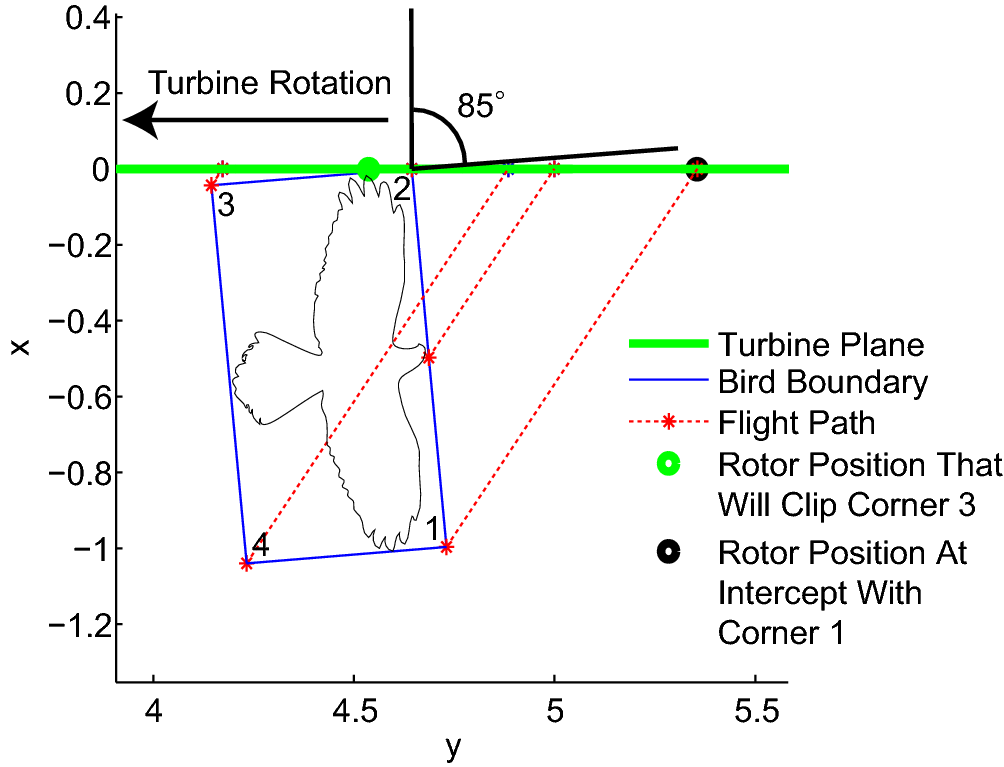 0.4
0.2
0
−0.2
−0.4
−0.6
−0.8
−1
−1.2
x
Turbine Rotation
85°
3
2
4
1
Turbine Plane
Bird Boundary
Flight Path
Rotor Position That
Will Clip Corner 3
Rotor Position At
Intercept With
Corner 1
4
4.5
5
5.5
y